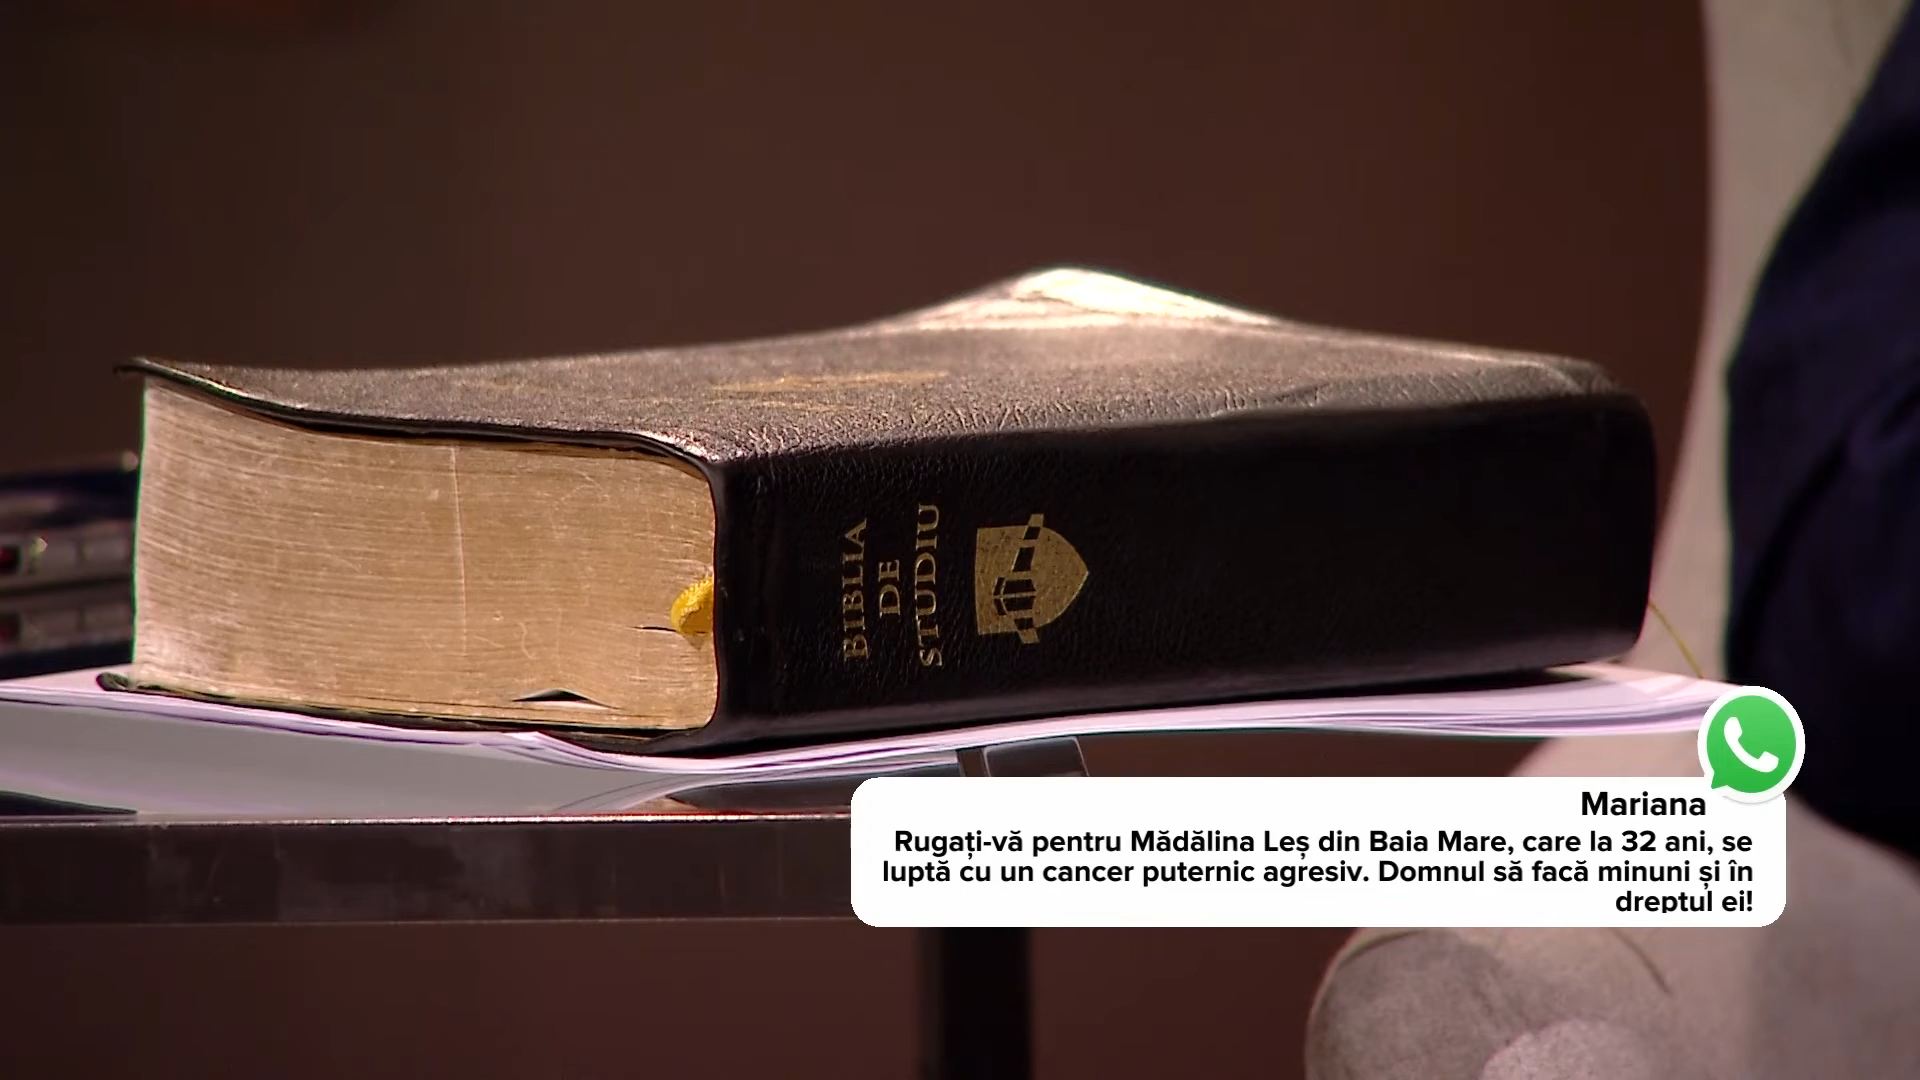 BIBLIA
DE
STUDIU
Mariana
Rugați-vă pentru Mădălina Leș din Baia Mare, care la 32 ani, se
luptă cu un cancer puternic agresiv. Domnul să facă minuni și în
dreptul ei!